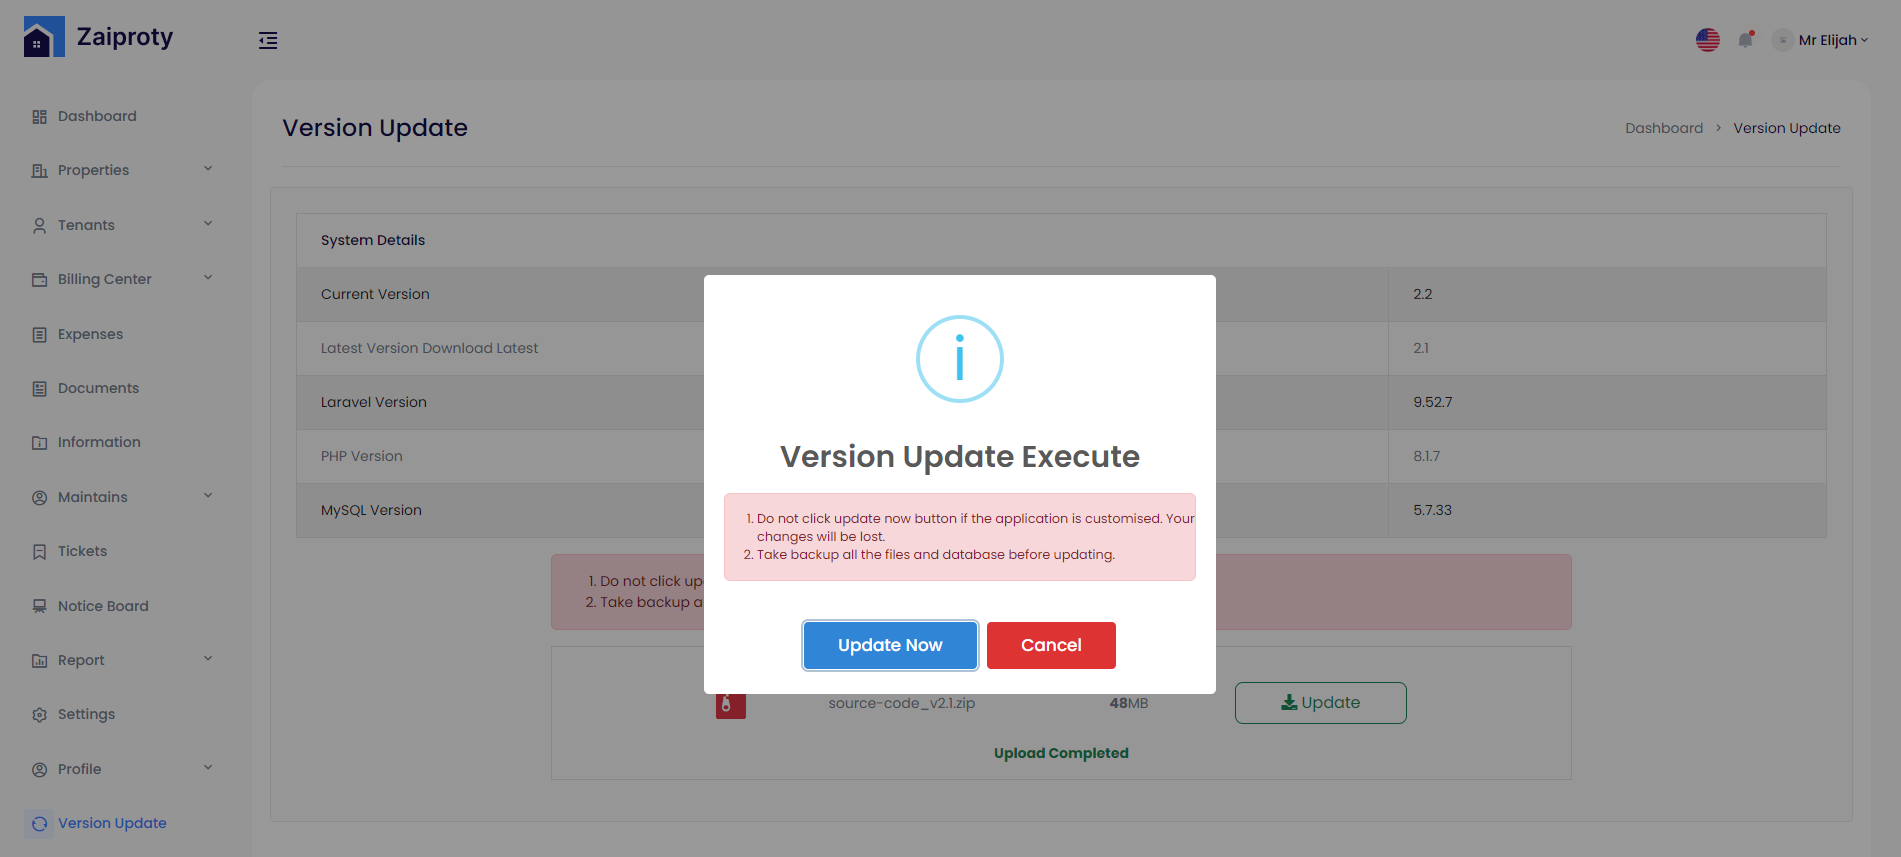 Zaiproty
Mr Elijah
Dashboard
Properties
Tenants
Billing Center
Expenses
Documents
Information
Maintains
Tickets
Notice Board
Report
Settings
Profile
Version Update
Version Update
Dashboard > Version Update
System Details
Current Version 2.2
Latest Version Download Latest 2.1
Laravel Version 9.52.7
PHP Version 8.1.7
MySQL Version 5.7.33
1. Do not click up
2. Take backup a
i
Version Update Execute
1. Do not click update now button if the application is customised. Your
changes will be lost.
2. Take backup all the files and database before updating.
Update Now Cancel
source-code_v2.1.zip 48MB Update
Upload Completed